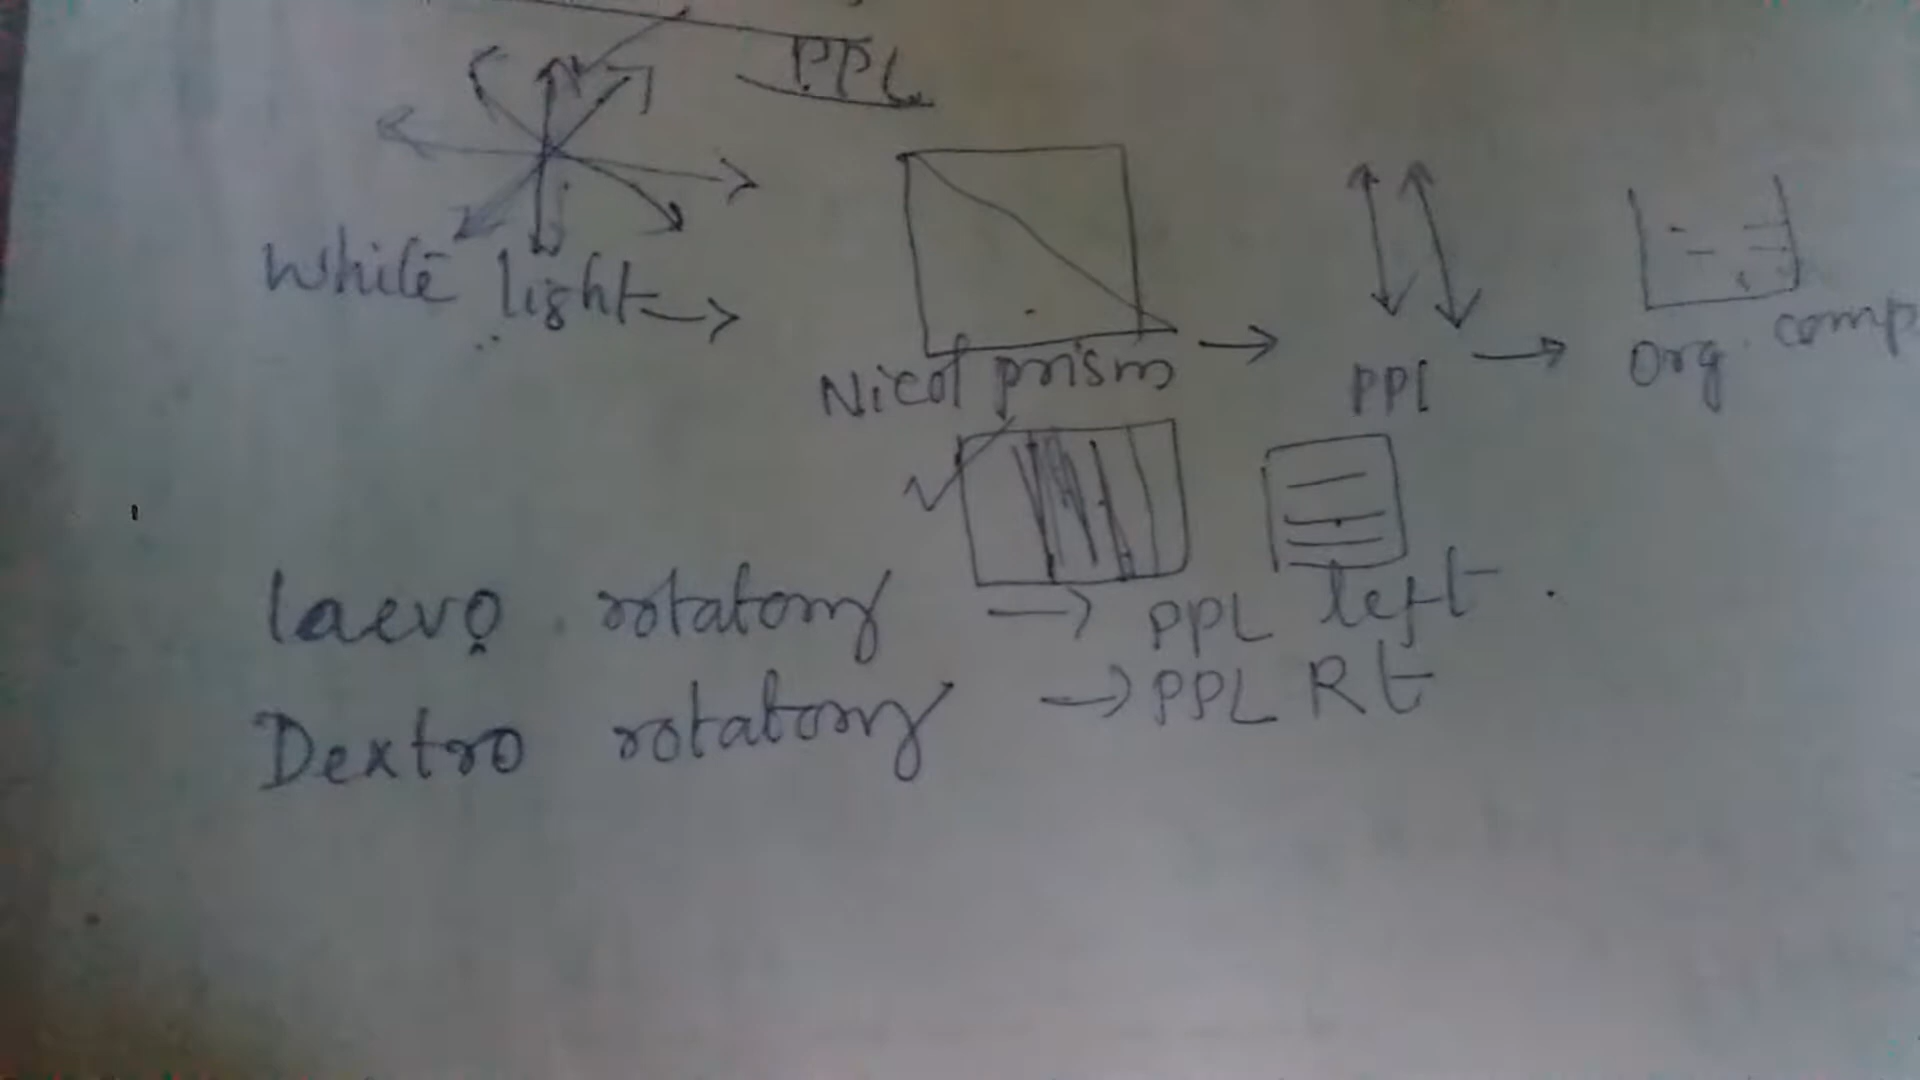 PPL
White light →
Nicol prism →
PPL →
Org. comp
laevo rotatory → PPL left.
Dextro rotatory → PPL Rt